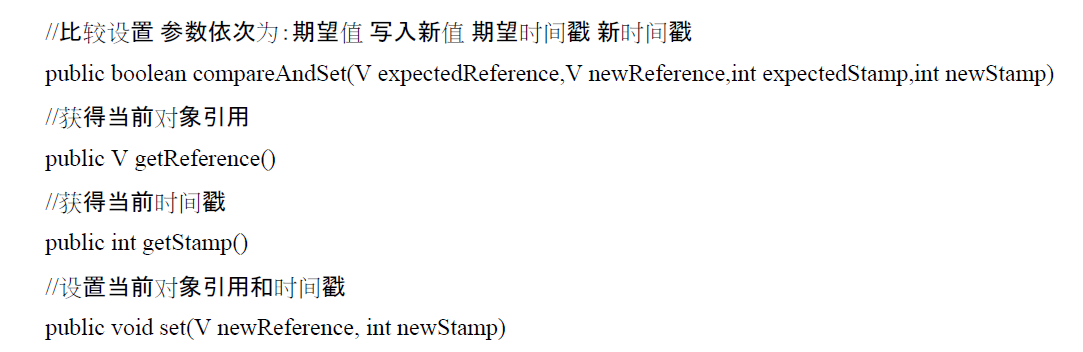 //比较设置 参数依次为:期望值 写入新值 期望时间戳 新时间戳
public boolean compareAndSet(V expectedReference,V newReference,int expectedStamp,int newStamp)
//获得当前对象引用
public V getReference()
//获得当前时间戳
public int getStamp()
//设置当前对象引用和时间戳
public void set(V newReference, int newStamp)